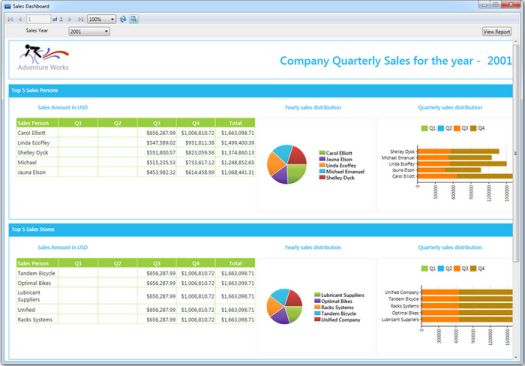 Sales Dashboard
1 of 1 100%
Sales Year 2001 View Report
Adventure Works
Company Quarterly Sales for the year - 2001
Top 5 Sales Persons
Sales Amount in USD Yearly sales distribution Quarterly sales distribution
Sales Person Q1 Q2 Q3 Q4 Total
Carol Elliott $656,287.99 $1,006,810.72 $1,663,098.71
Linda Ecoffey $547,589.02 $951,811.38 $1,499,400.39
Shelley Dyck $551,800.57 $823,059.56 $1,374,860.13
Michael $515,235.53 $733,617.12 $1,248,852.65
Jauna Elson $453,982.32 $614,458.99 $1,068,441.31
Carol Elliott
Jauna Elson
Linda Ecoffey
Michael Emanuel
Shelley Dyck
Q1 Q2 Q3 Q4
Shelley Dyck
Michael Emanuel
Linda Ecoffey
Jauna Elson
Carol Elliott
0 300000 600000 900000 1200000 1500000
Top 5 Sales Stores
Sales Amount in USD Yearly sales distribution Quarterly sales distribution
Sales Person Q1 Q2 Q3 Q4 Total
Tandem Bicycle $656,287.99 $1,006,810.72 $1,663,098.71
Optimal Bikes $656,287.99 $1,006,810.72 $1,663,098.71
Lubricant
Suppliers $656,287.99 $1,006,810.72 $1,663,098.71
Unified $656,287.99 $1,006,810.72 $1,663,098.71
Racks Systems $656,287.99 $1,006,810.72 $1,663,098.71
Lubricant Suppliers
Optimal Bikes
Racks Systems
Tandem Bicycle
Unified Company
Q1 Q2 Q3 Q4
Unified Company
Tandem Bicycle
Racks Systems
Optimal Bikes
Lubricant Suppliers
0 300000 600000 900000 1200000 1500000